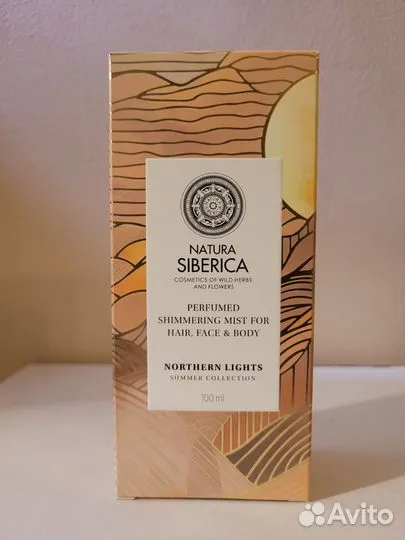 NATURA
SIBERICA
COSMETICS OF WILD HERBS
AND FLOWERS
PERFUMED
SHIMMERING MIST FOR
HAIR, FACE & BODY
NORTHERN LIGHTS
SUMMER COLLECTION
100 ml
Avito